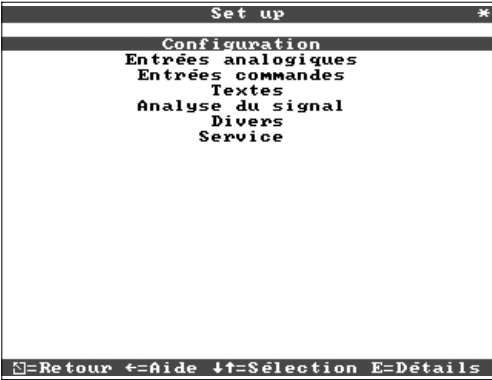 Set up *
Configuration
Entrées analogiques
Entrées commandes
Textes
Analyse du signal
Divers
Service
⍂=Retour ←=Aide ↓↑=Sélection E=Détails